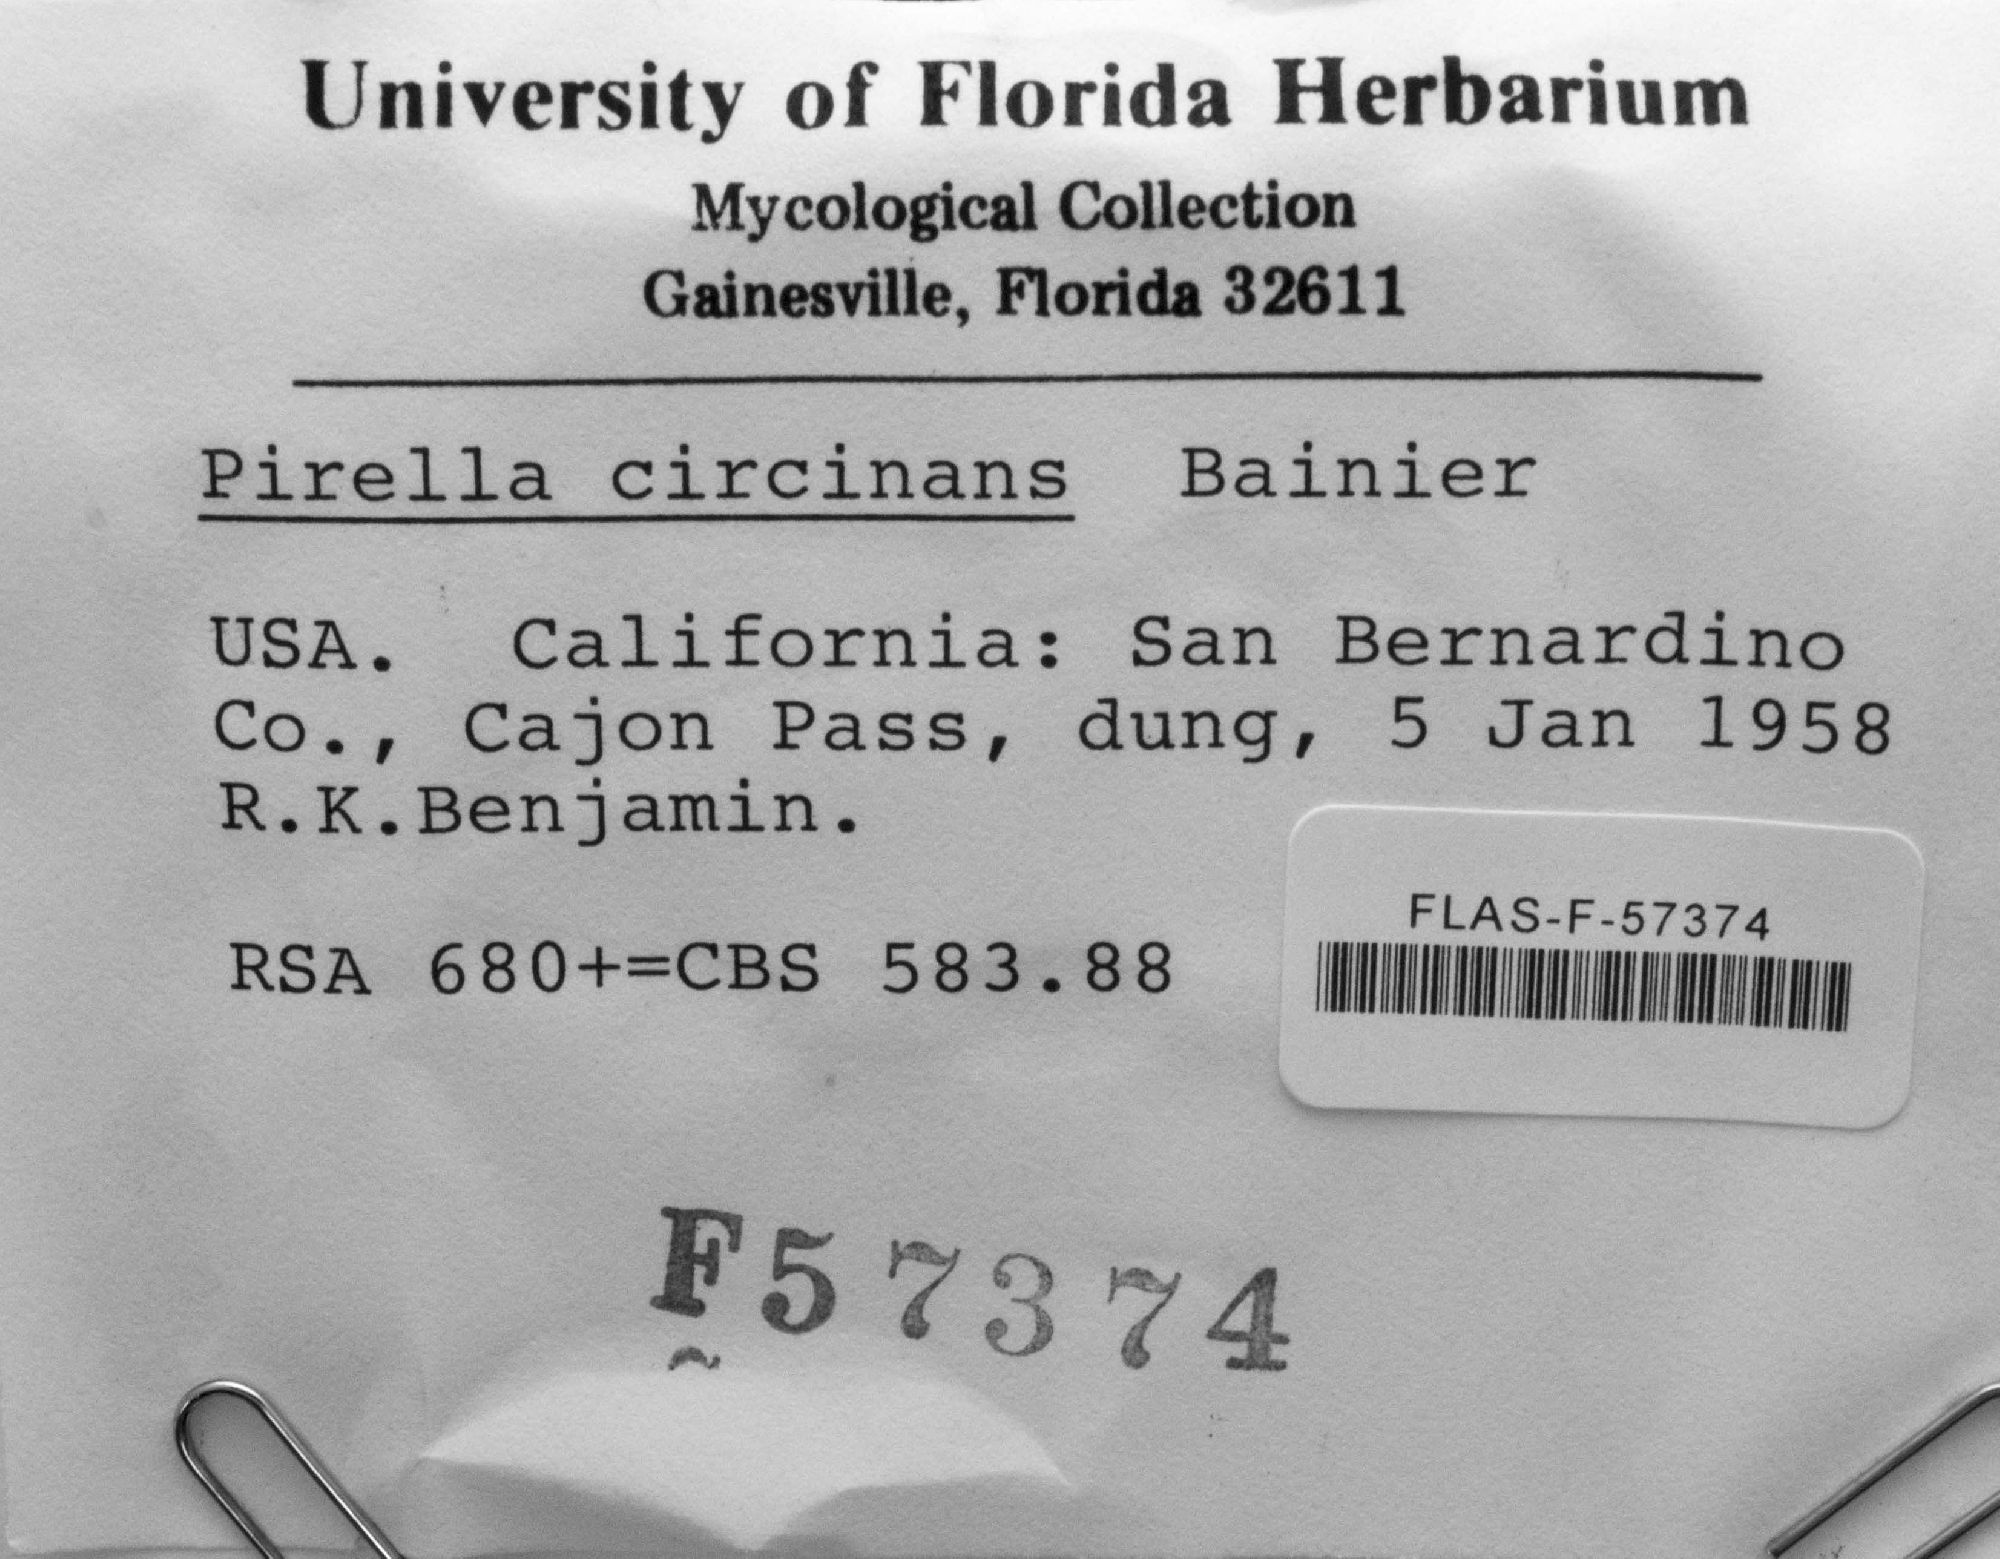 University of Florida Herbarium
Mycological Collection
Gainesville, Florida 32611
Pirella circinans Bainier
USA. California: San Bernardino
Co., Cajon Pass, dung, 5 Jan 1958
R.K.Benjamin.
FLAS-F-57374
RSA 680+=CBS 583.88
F57374